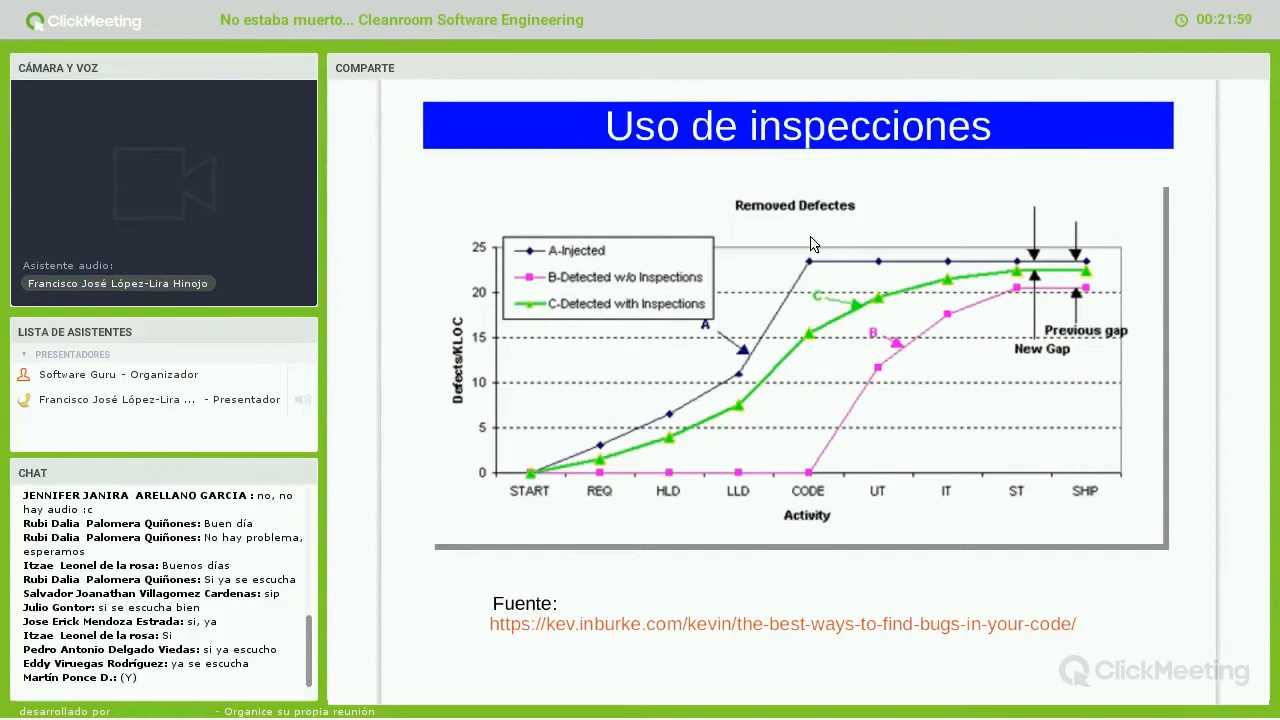 ClickMeeting
No estaba muerto... Cleanroom Software Engineering
00:21:59
CÁMARA Y VOZ
Asistente audio:
Francisco José López-Lira Hinojo
LISTA DE ASISTENTES
PRESENTADORES
Software Guru - Organizador
Francisco José López-Lira ... - Presentador
CHAT
JENNIFER JANIRA ARELLANO GARCIA : no, no
hay audio :c
Rubi Dalia Palomera Quiñones: Buen día
Rubi Dalia Palomera Quiñones: No hay problema,
esperamos
Itzae Leonel de la rosa: Buenos días
Rubi Dalia Palomera Quiñones: Si ya se escucha
Salvador Joanathan Villagomez Cardenas: sip
Julio Gontor: si se escucha bien
Jose Erick Mendoza Estrada: si, ya
Itzae Leonel de la rosa: Si
Pedro Antonio Delgado Viedas: si ya escucho
Eddy Viruegas Rodríguez: ya se escucha
Martín Ponce D.: (Y)
desarrollado por
- Organice su propia reunión
COMPARTE
Uso de inspecciones
Removed Defectes
A-Injected
B-Detected w/o Inspections
C-Detected with Inspections
Defects/KLOC
25
20
15
10
5
0
A
C
B
Previous gap
New Gap
START REQ HLD LLD CODE UT IT ST SHIP
Activity
Fuente:
https://kev.inburke.com/kevin/the-best-ways-to-find-bugs-in-your-code/
ClickMeeting